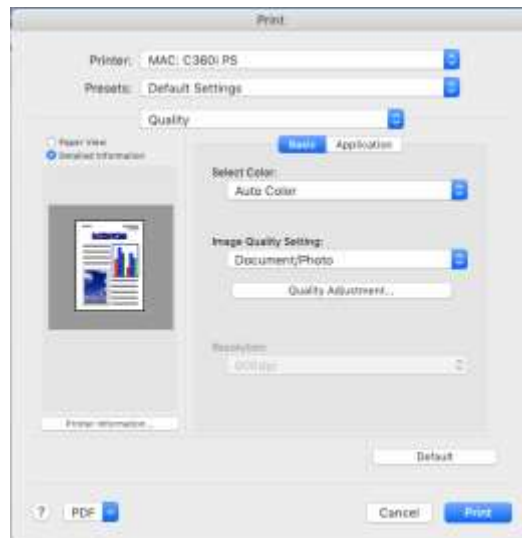 Print
Printer: MAC: C360i PS
Presets: Default Settings
Quality
Paper View
Detailed Information
Basic Application
Select Color:
Auto Color
Image Quality Setting:
Document/Photo
Quality Adjustment...
Resolution:
600dpi
Printer Information...
Default
? PDF Cancel Print